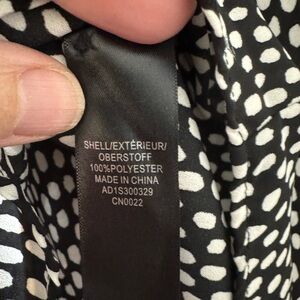 SHELL/EXTÉRIEUR/
OBERSTOFF
100%POLYESTER
MADE IN CHINA
AD1S300329
CN0022